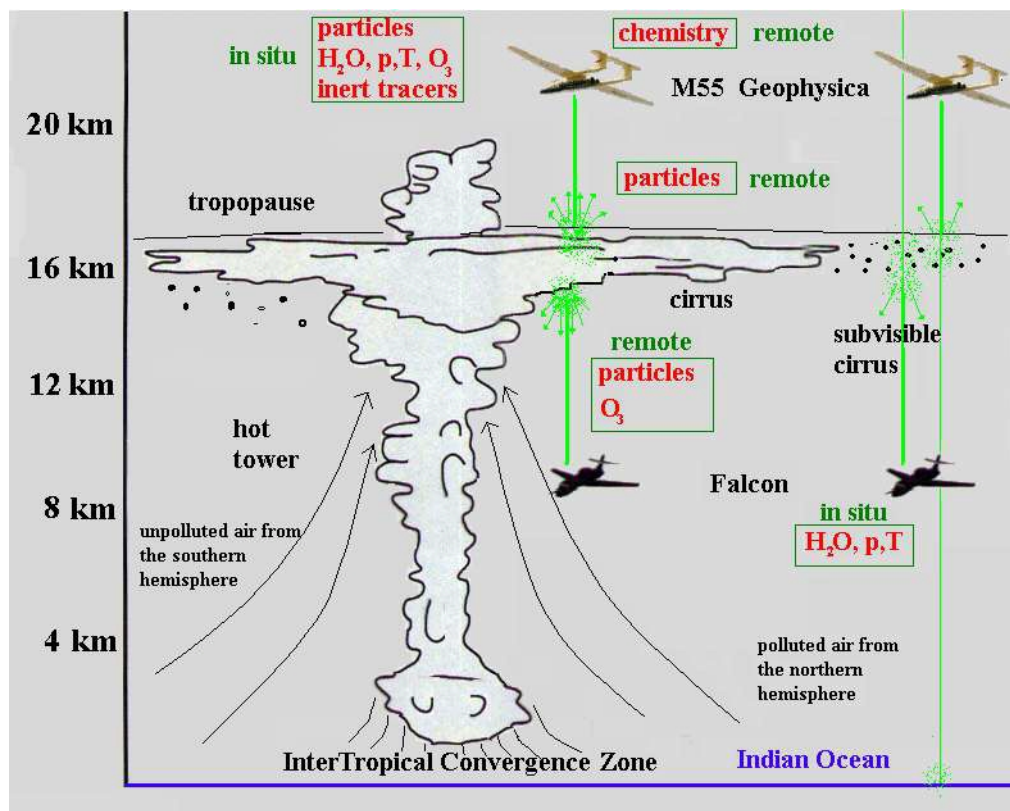 particles
in situ
H₂O, p,T, O₃
inert tracers
chemistry remote
M55 Geophysica
20 km
particles remote
tropopause
16 km
cirrus
subvisible
cirrus
remote
particles
O₃
12 km
hot
tower
Falcon
8 km
in situ
H₂O, p,T
unpolluted air from
the southern
hemisphere
4 km
polluted air from
the northern
hemisphere
InterTropical Convergence Zone
Indian Ocean